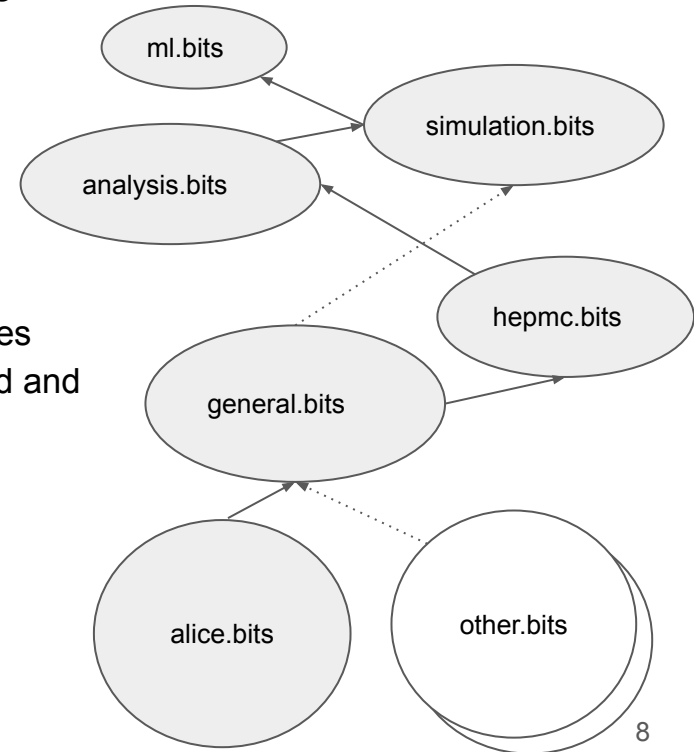 ml.bits
simulation.bits
analysis.bits
hepmc.bits
es
d and
general.bits
alice.bits
other.bits
8